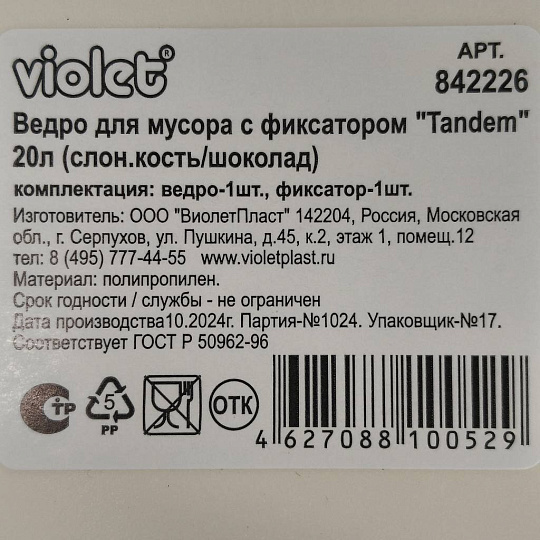 violet®
АРТ.
842226
Ведро для мусора с фиксатором "Tandem"
20л (слон.кость/шоколад)
комплектация: ведро-1шт., фиксатор-1шт.
Изготовитель: ООО "ВиолетПласт" 142204, Россия, Московская
обл., г. Серпухов, ул. Пушкина, д.45, к.2, этаж 1, помещ.12
тел: 8 (495) 777-44-55 www.violetplast.ru
Материал: полипропилен.
Срок годности / службы - не ограничен
Дата производства10.2024г. Партия-№1024. Упаковщик-№17.
Соответствует ГОСТ Р 50962-96
ТР
5
PP
ОТК
4 627088 100529